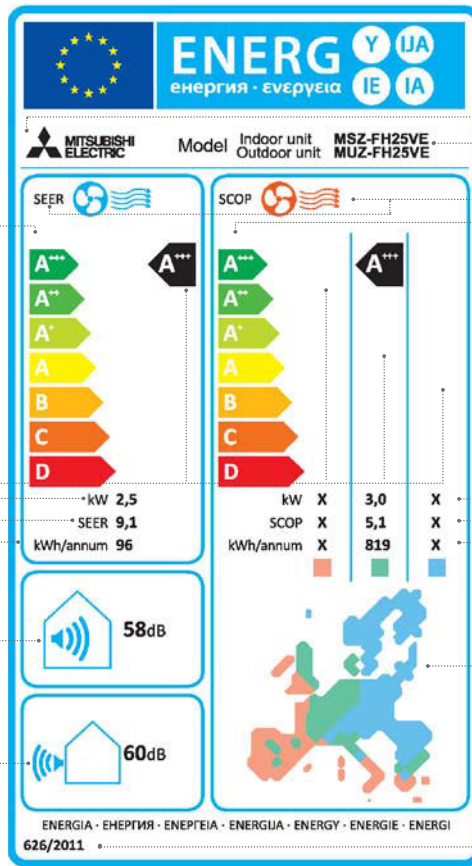 ENERG Y IJA
енергия · ενεργεια IE IA
MITSUBISHI
ELECTRIC
Model Indoor unit MSZ-FH25VE
Outdoor unit MUZ-FH25VE
SEER
A+++ A+++
A++
A+
A
B
C
D
kW 2,5
SEER 9,1
kWh/annum 96
SCOP
A+++ A+++
A++
A+
A
B
C
D
kW X 3,0 X
SCOP X 5,1 X
kWh/annum X 819 X
58dB
60dB
ENERGIA · ЕНЕРГИЯ · ΕΝΕΡΓΕΙΑ · ENERGIJA · ENERGY · ENERGIE · ENERGI
626/2011